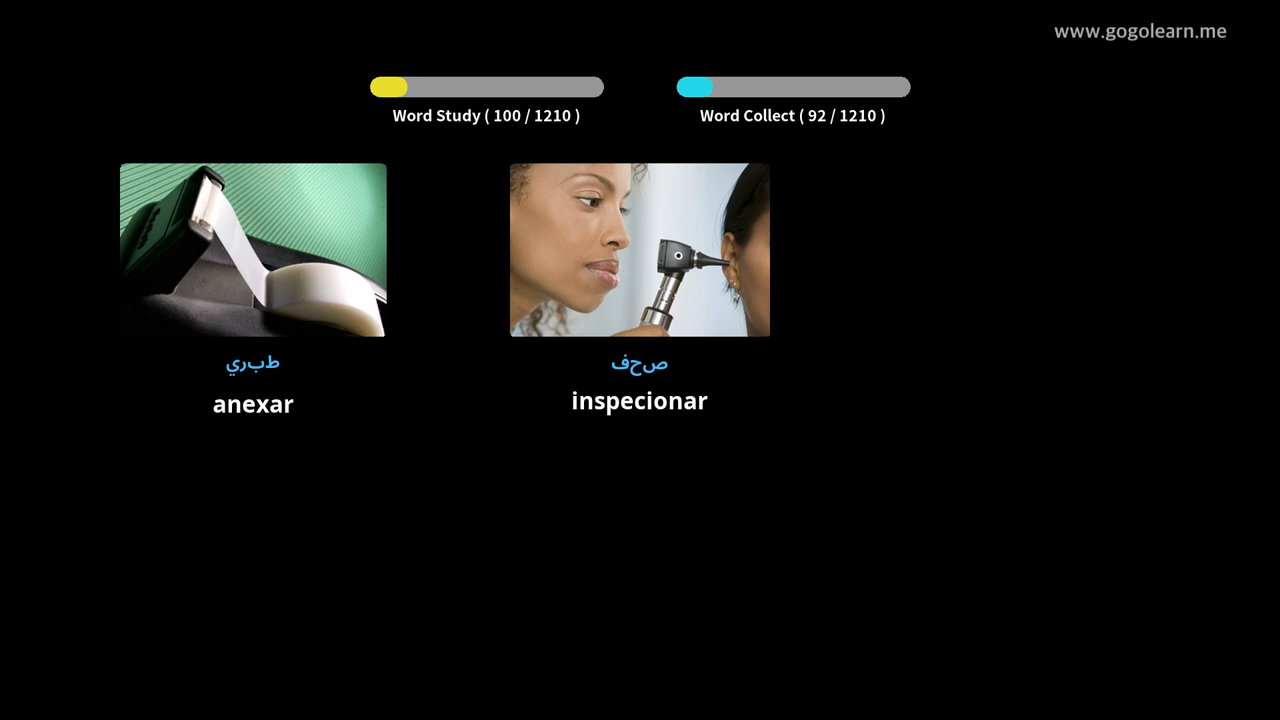 www.gogolearn.me
Word Study ( 100 / 1210 )
Word Collect ( 92 / 1210 )
طبري
anexar
صحف
inspecionar